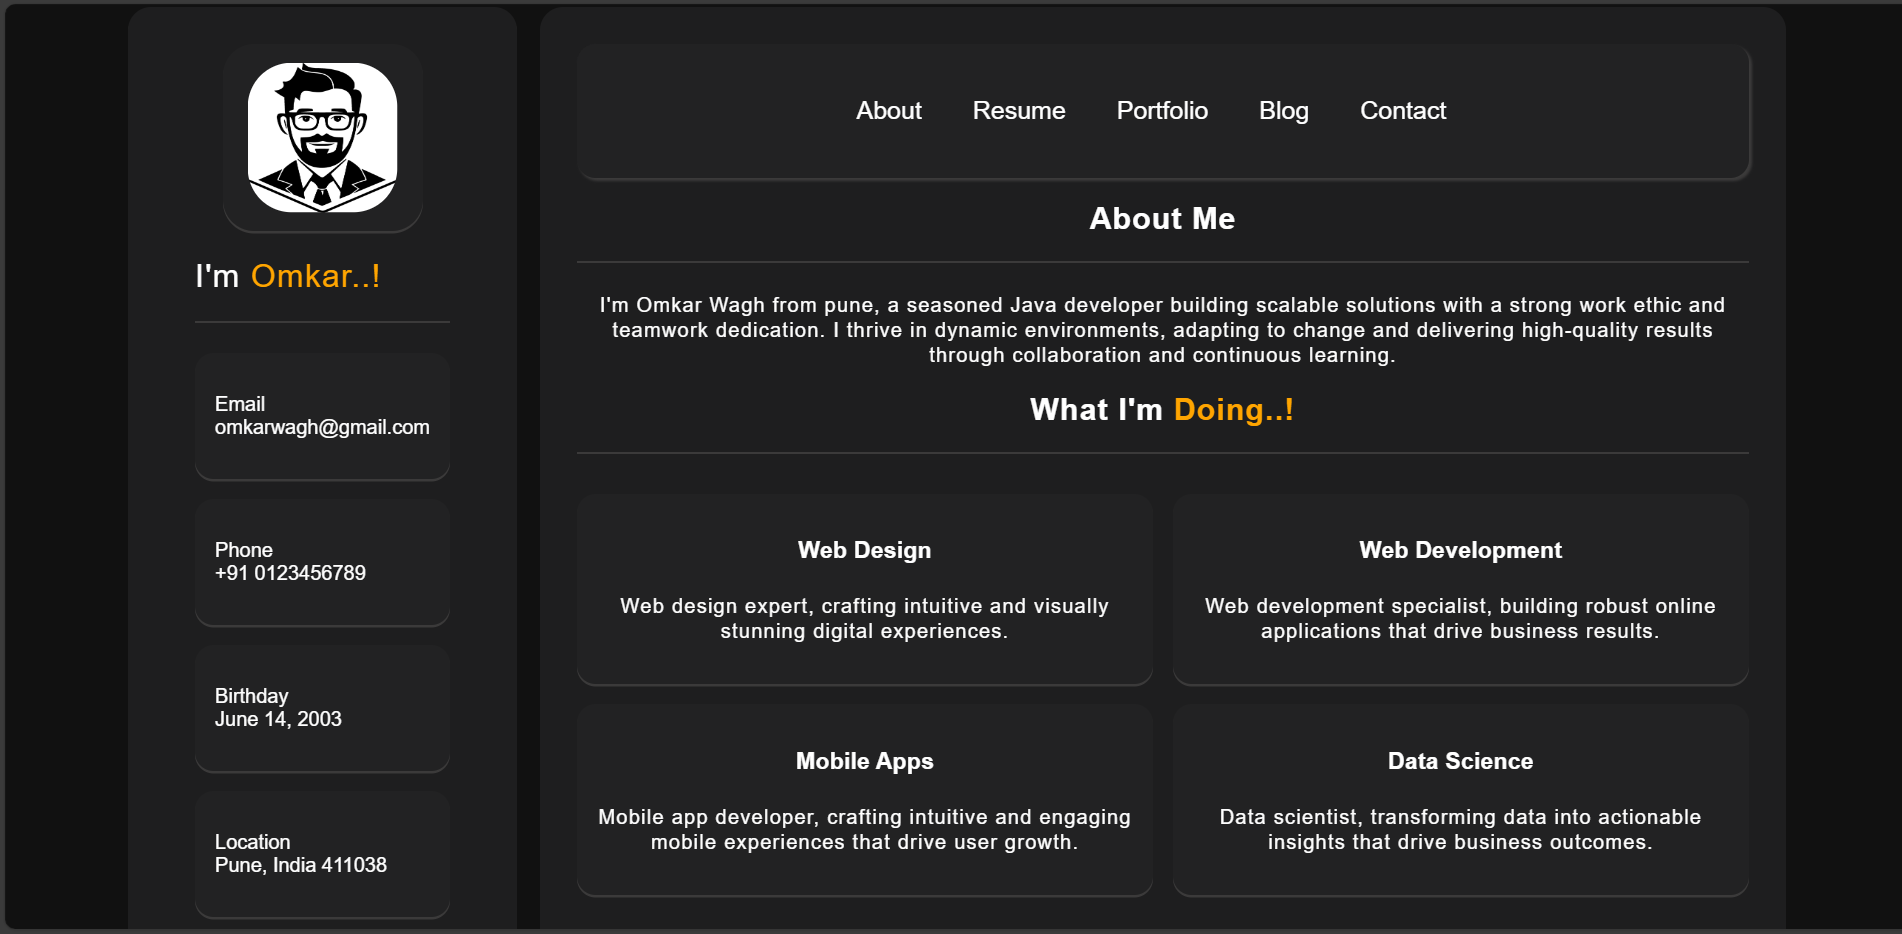 I'm Omkar..!
Email
omkarwagh@gmail.com
Phone
+91 0123456789
Birthday
June 14, 2003
Location
Pune, India 411038
About Resume Portfolio Blog Contact
About Me
I'm Omkar Wagh from pune, a seasoned Java developer building scalable solutions with a strong work ethic and
teamwork dedication. I thrive in dynamic environments, adapting to change and delivering high-quality results
through collaboration and continuous learning.
What I'm Doing..!
Web Design
Web design expert, crafting intuitive and visually
stunning digital experiences.
Web Development
Web development specialist, building robust online
applications that drive business results.
Mobile Apps
Mobile app developer, crafting intuitive and engaging
mobile experiences that drive user growth.
Data Science
Data scientist, transforming data into actionable
insights that drive business outcomes.